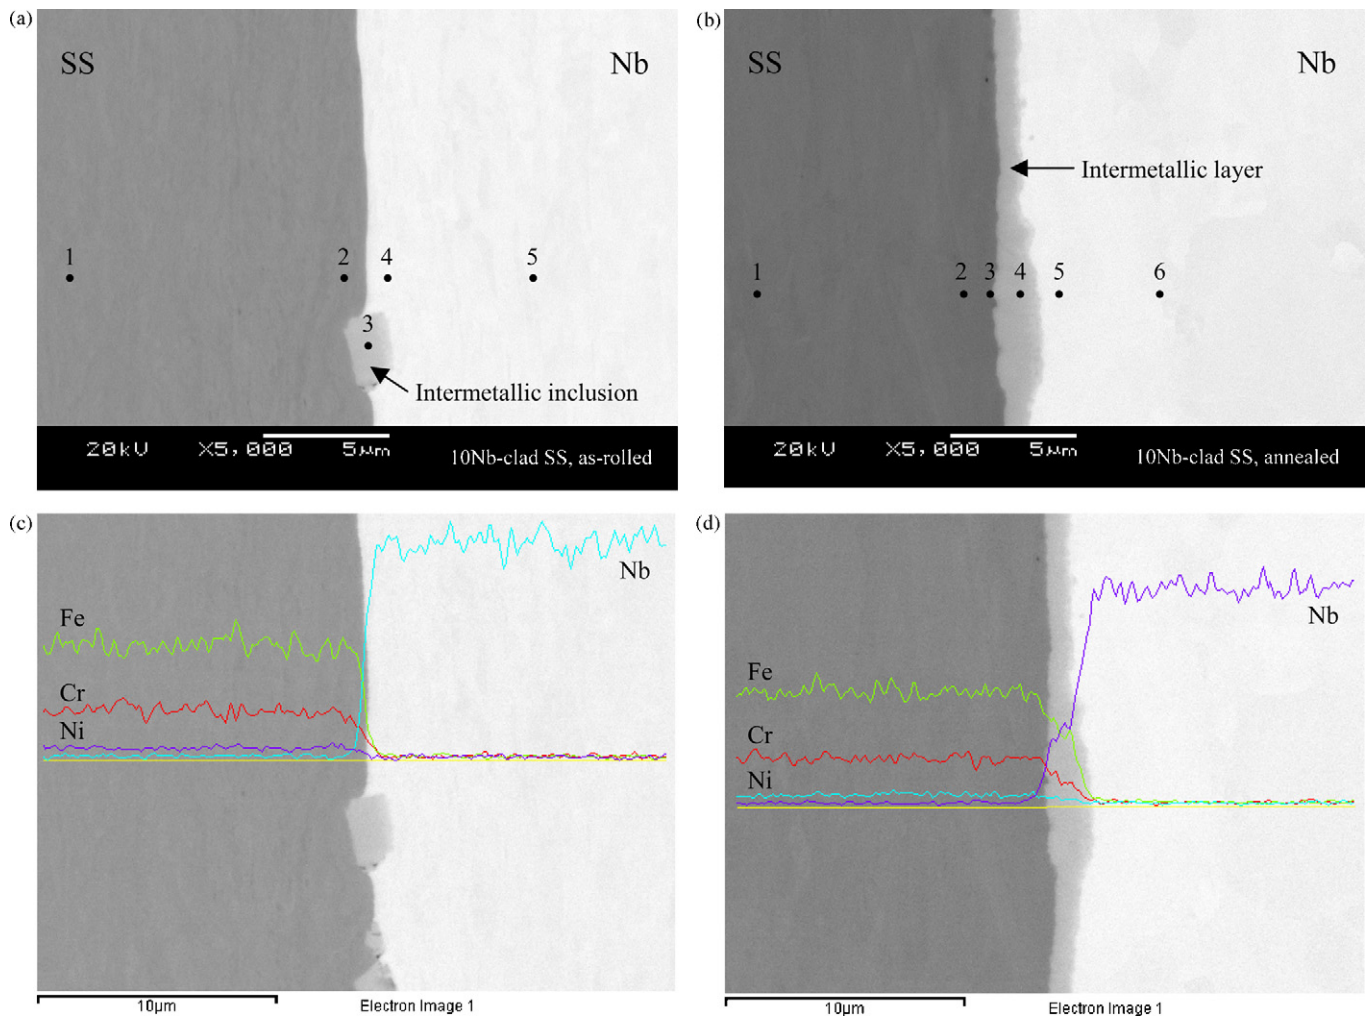 (a)
SS
Nb
1
2
4
5
3
Intermetallic inclusion
20kV X5,000 5μm 10Nb-clad SS, as-rolled
(b)
SS
Nb
Intermetallic layer
1
2
3
4
5
6
20kV X5,000 5μm 10Nb-clad SS, annealed
(c)
Nb
Fe
Cr
Ni
10μm Electron Image 1
(d)
Nb
Fe
Cr
Ni
10μm Electron Image 1